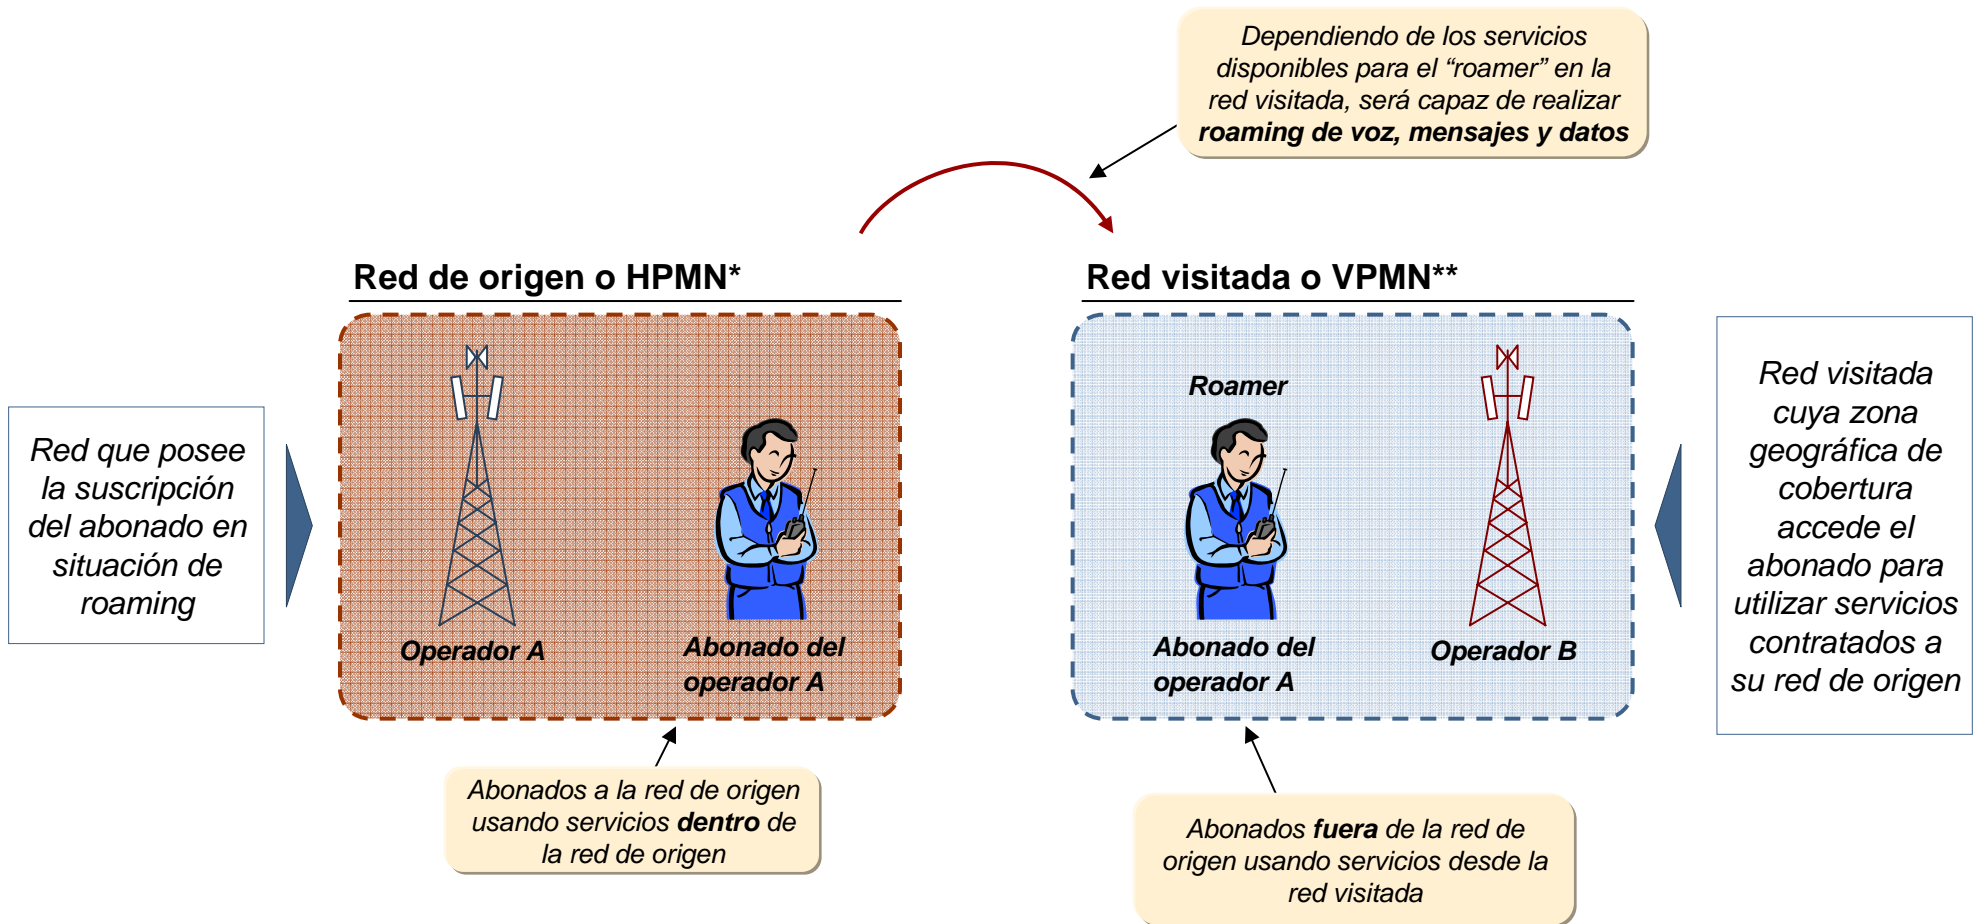 Dependiendo de los servicios
disponibles para el “roamer” en la
red visitada, será capaz de realizar
roaming de voz, mensajes y datos
Red de origen o HPMN*
Red visitada o VPMN**
Red que posee
la suscripción
del abonado en
situación de
roaming
Operador A
Abonado del
operador A
Roamer
Abonado del
operador A
Operador B
Red visitada
cuya zona
geográfica de
cobertura
accede el
abonado para
utilizar servicios
contratados a
su red de origen
Abonados a la red de origen
usando servicios dentro de
la red de origen
Abonados fuera de la red de
origen usando servicios desde la
red visitada